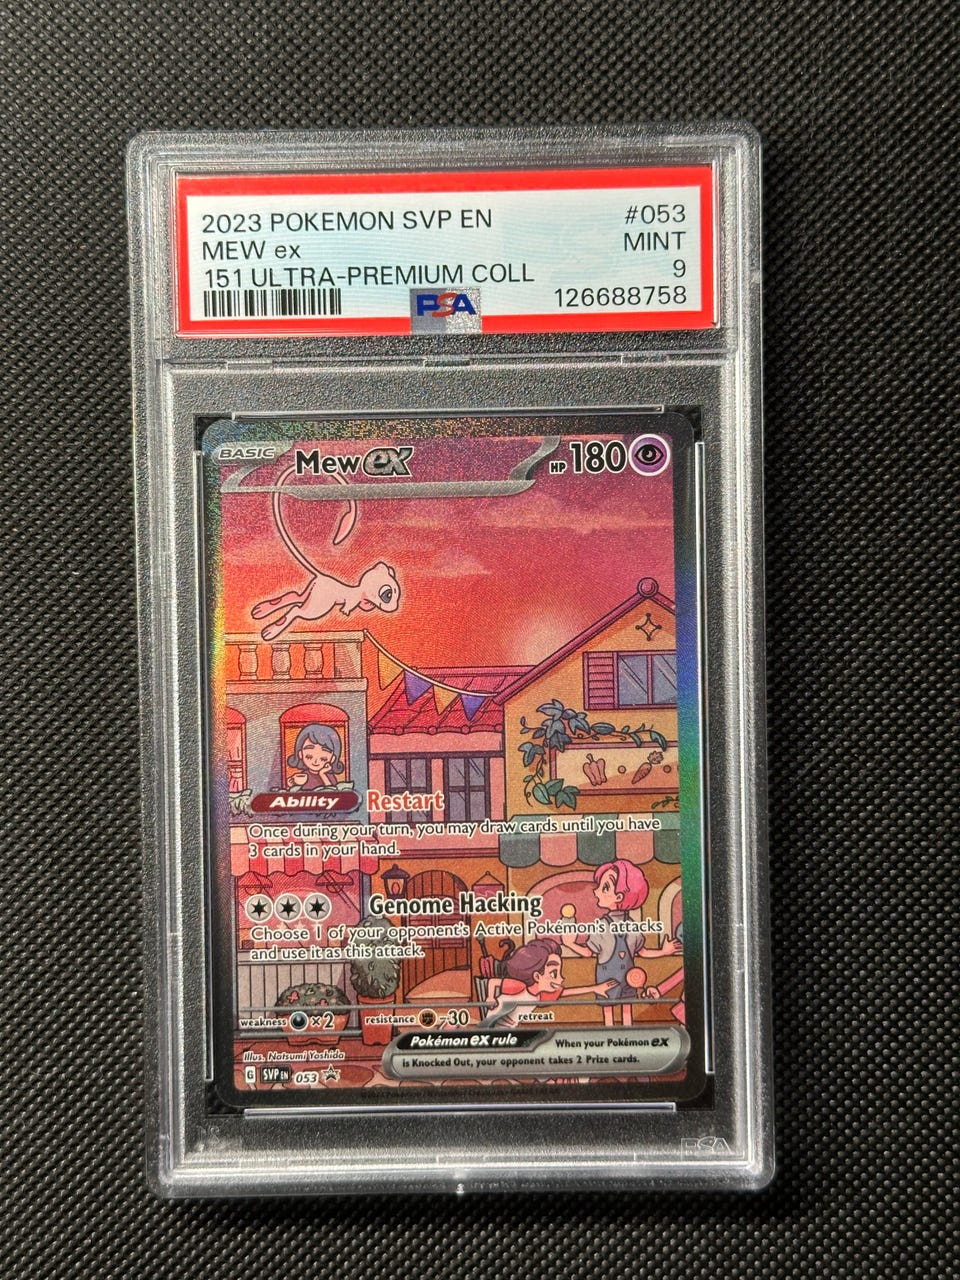 2023 POKEMON SVP EN #053
MEW ex MINT
151 ULTRA-PREMIUM COLL 9
PSA 126688758
BASIC Mew ex HP 180
Ability Restart
Once during your turn, you may draw cards until you have
3 cards in your hand.
Genome Hacking
Choose 1 of your opponent's Active Pokémon's attacks
and use it as this attack.
weakness ×2 resistance -30 retreat
Pokémon ex rule When your Pokémon ex
is Knocked Out, your opponent takes 2 Prize cards.
Illus. Natsumi Yoshida
G SVP EN 053
PSA